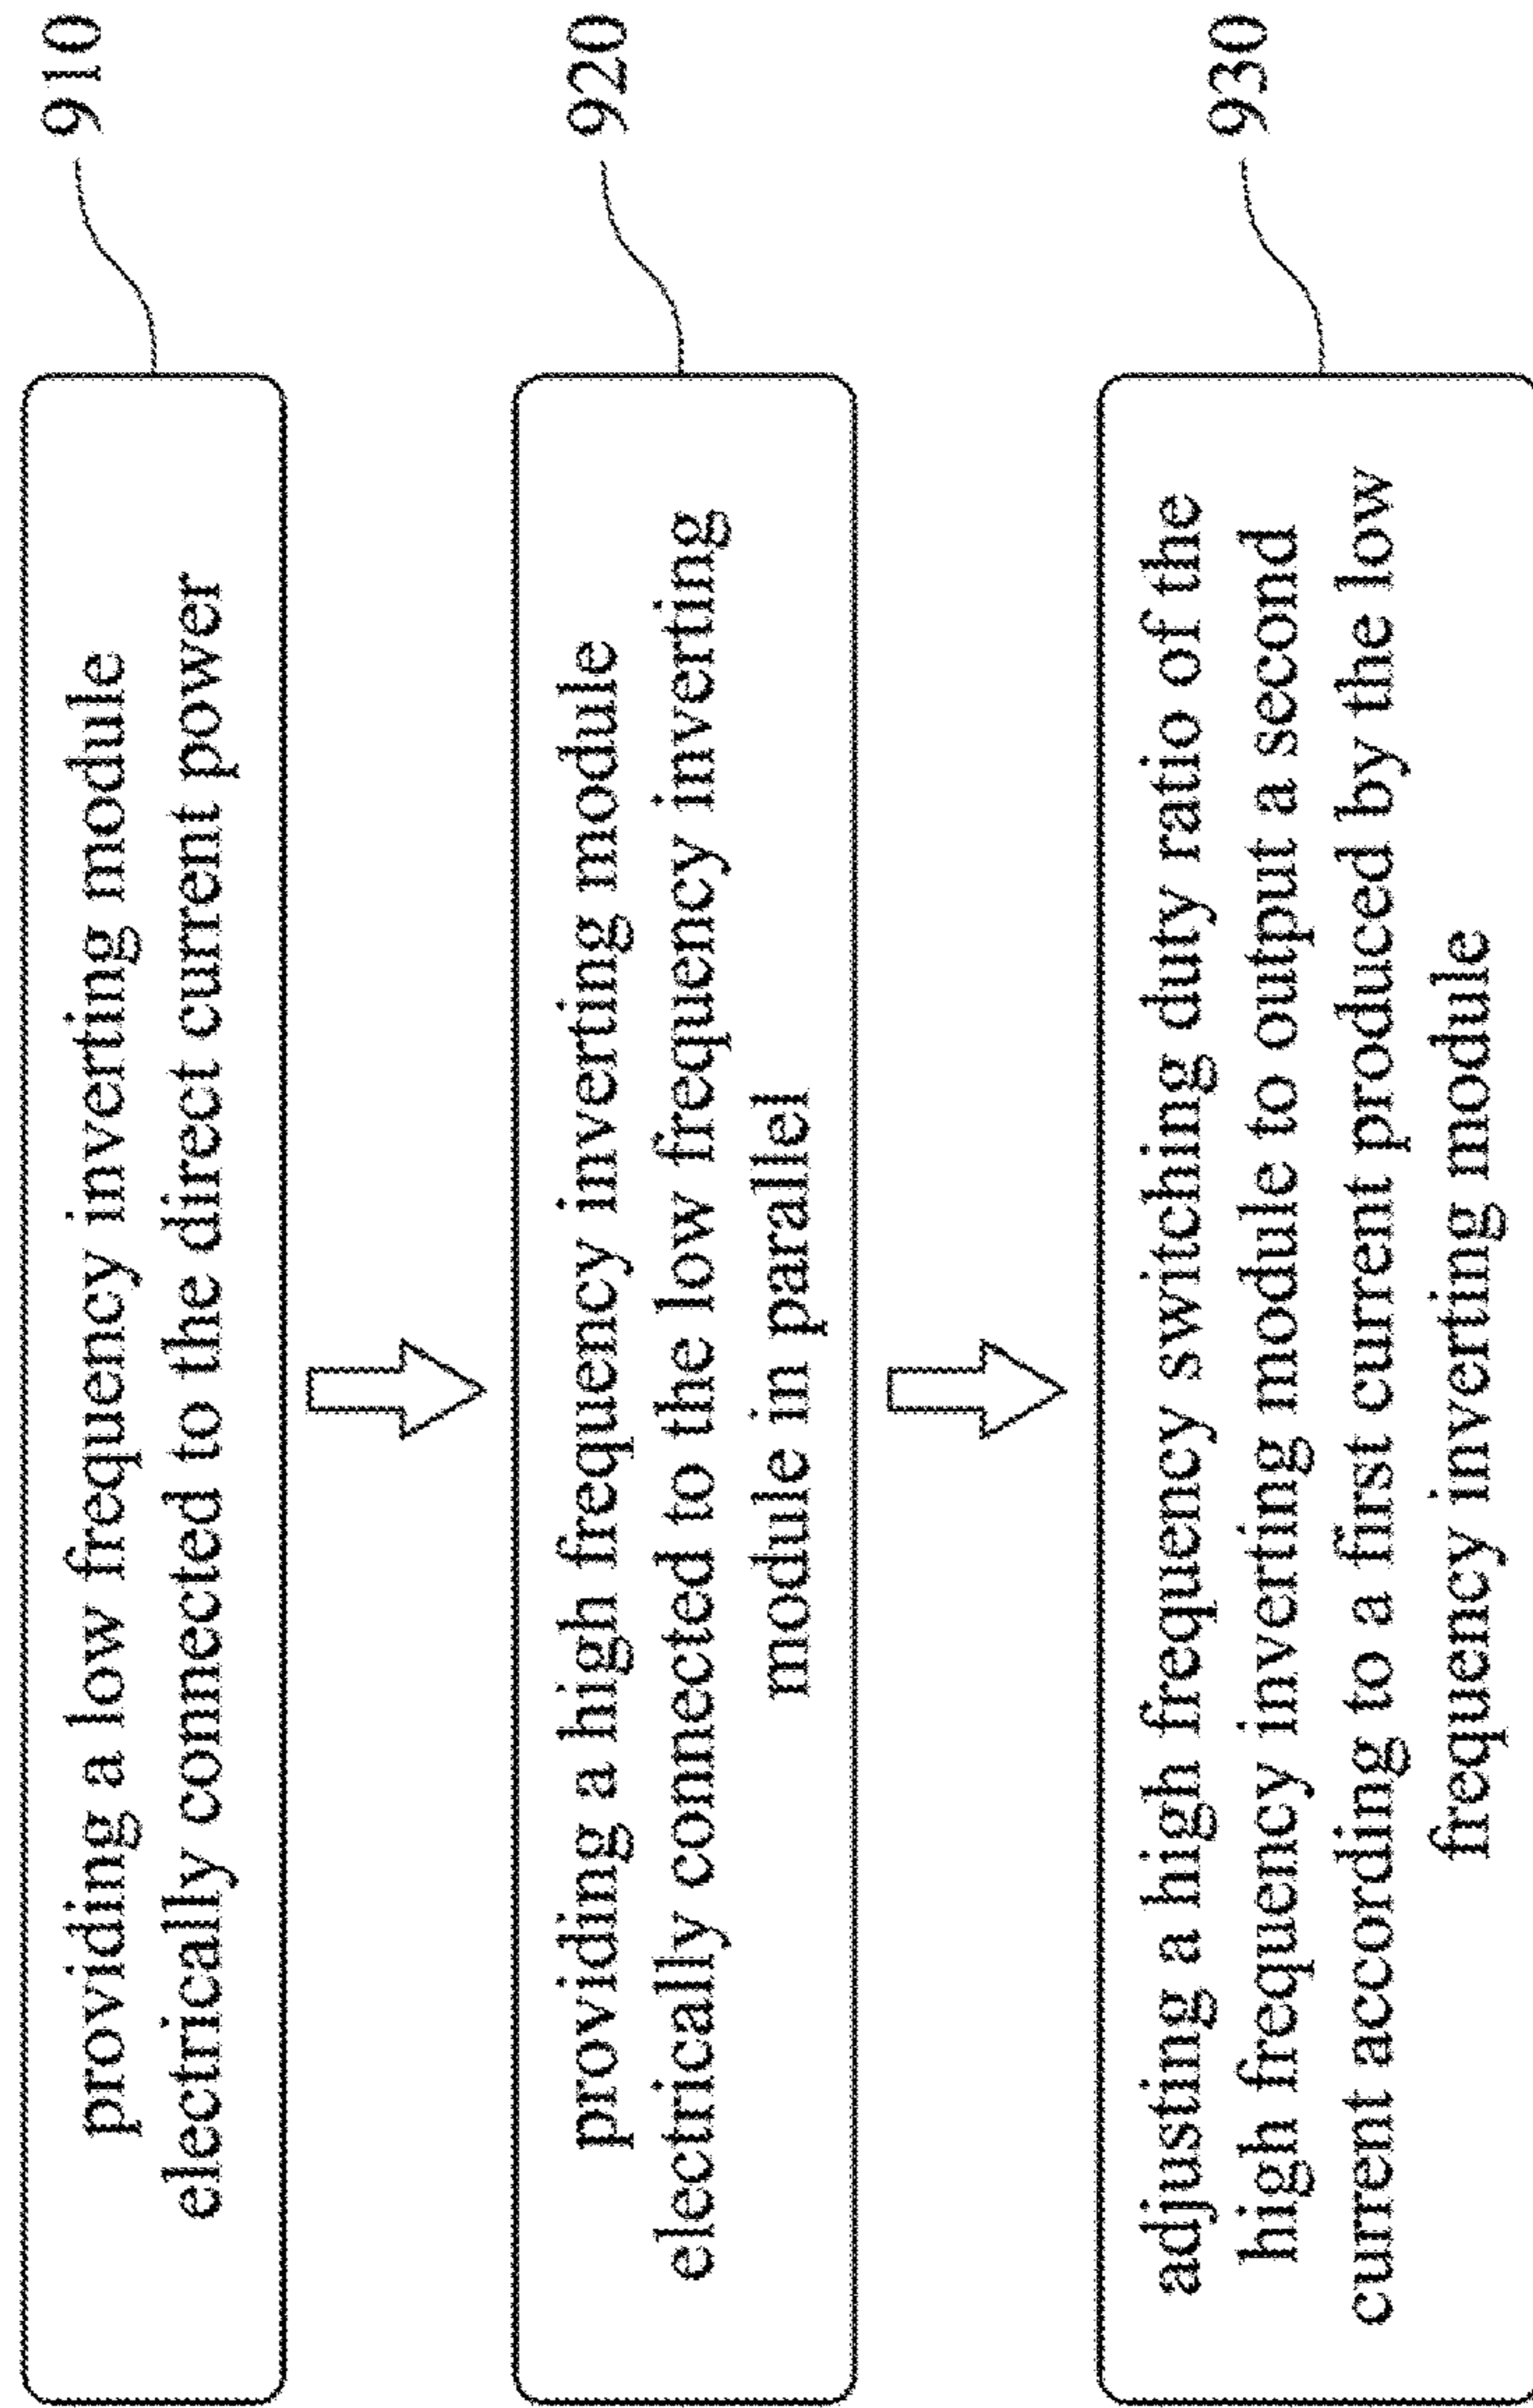 providing a low frequency inverting module
electrically connected to the direct current power
910
providing a high frequency inverting module
electrically connected to the low frequency inverting
module in parallel
920
adjusting a high frequency switching duty ratio of the
high frequency inverting module to output a second
current according to a first current produced by the low
frequency inverting module
930